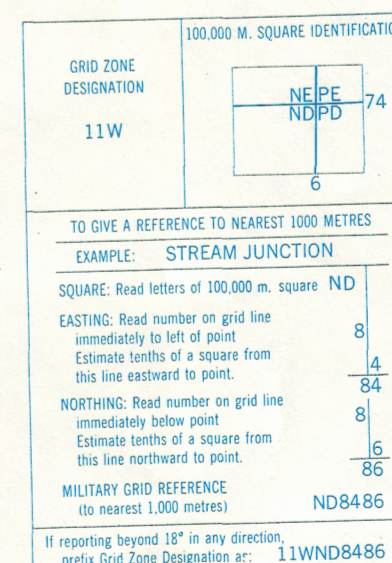 100,000 M. SQUARE IDENTIFICATIO
GRID ZONE
DESIGNATION
11W
NE PE
74
ND PD
6
TO GIVE A REFERENCE TO NEAREST 1000 METRES
EXAMPLE: STREAM JUNCTION
SQUARE: Read letters of 100,000 m. square ND
EASTING: Read number on grid line
immediately to left of point 8
Estimate tenths of a square from
this line eastward to point. 4
84
NORTHING: Read number on grid line
immediately below point 8
Estimate tenths of a square from
this line northward to point. 6
86
MILITARY GRID REFERENCE
(to nearest 1,000 metres) ND8486
If reporting beyond 18° in any direction,
prefix Grid Zone Designation as: 11WND8486